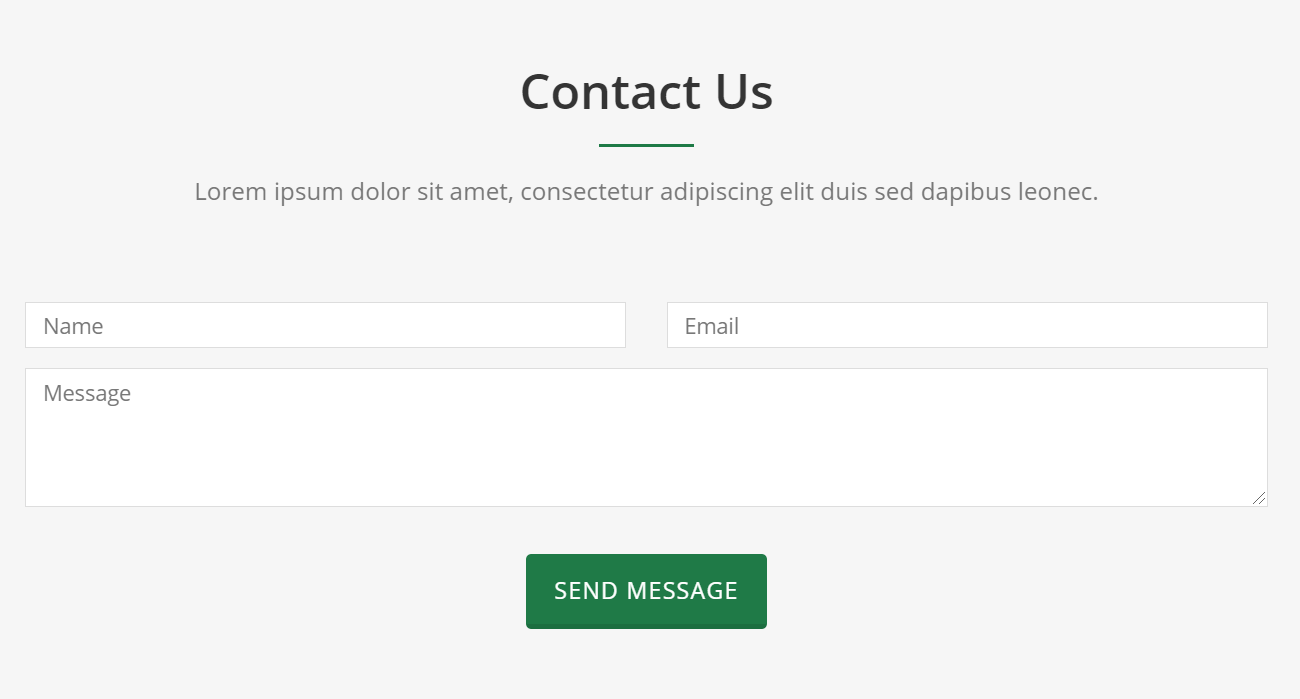 Contact Us
Lorem ipsum dolor sit amet, consectetur adipiscing elit duis sed dapibus leonec.
Name
Email
Message
SEND MESSAGE